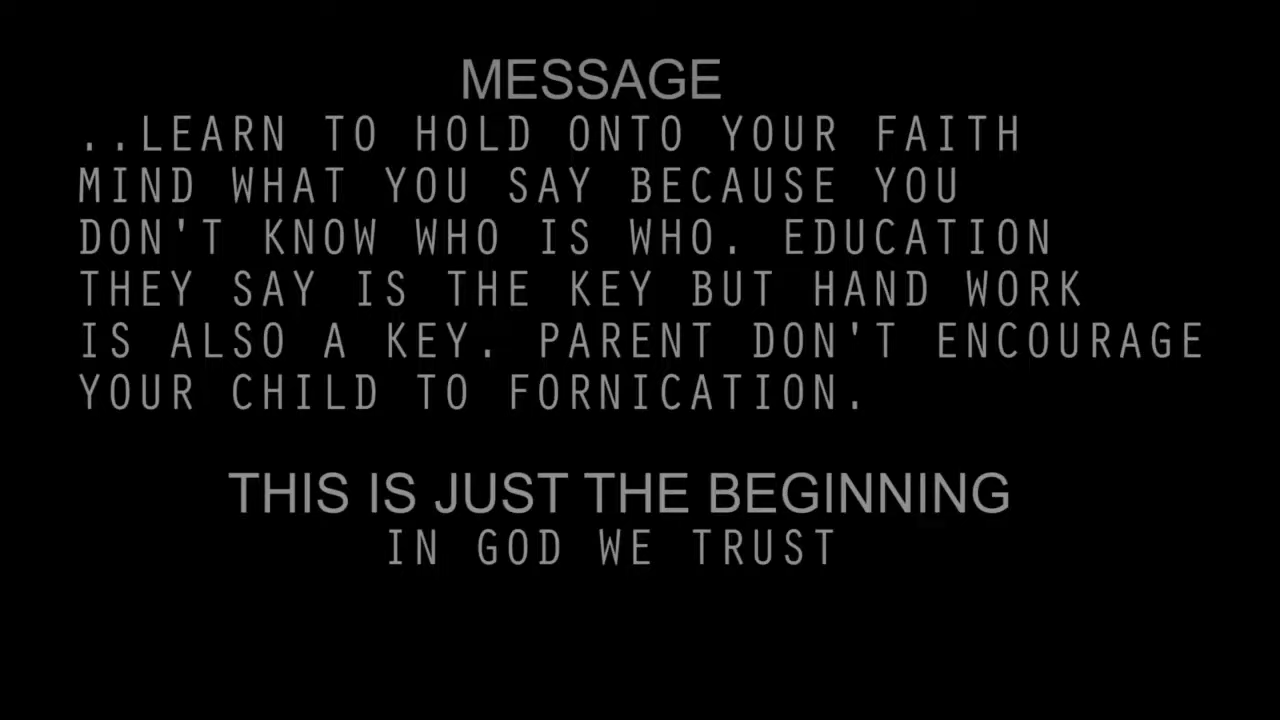 MESSAGE
..LEARN TO HOLD ONTO YOUR FAITH
MIND WHAT YOU SAY BECAUSE YOU
DON'T KNOW WHO IS WHO. EDUCATION
THEY SAY IS THE KEY BUT HAND WORK
IS ALSO A KEY. PARENT DON'T ENCOURAGE
YOUR CHILD TO FORNICATION.
THIS IS JUST THE BEGINNING
IN GOD WE TRUST